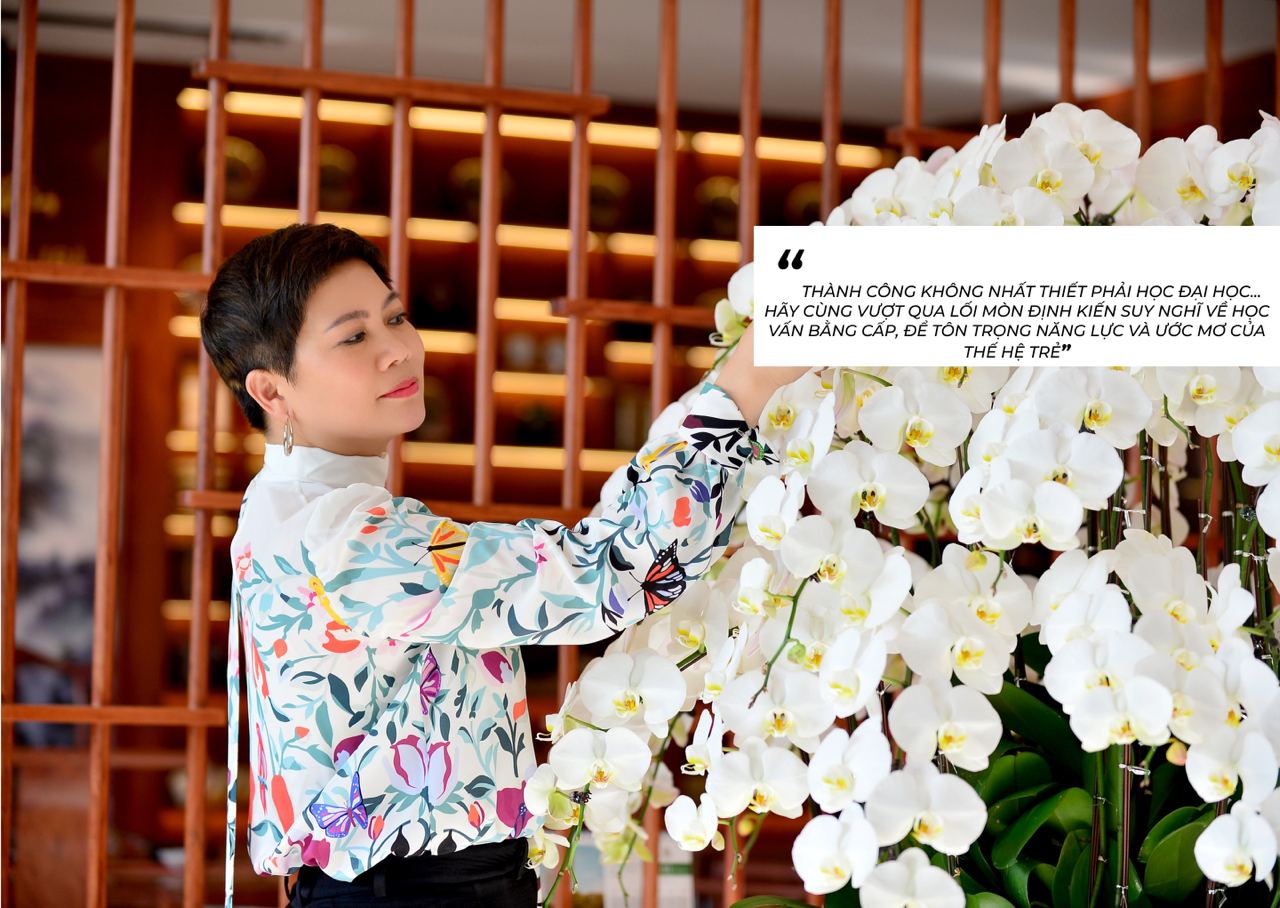 “
THÀNH CÔNG KHÔNG NHẤT THIẾT PHẢI HỌC ĐẠI HỌC...
HÃY CÙNG VƯỢT QUA LỐI MÒN ĐỊNH KIẾN SUY NGHĨ VỀ HỌC
VẤN BẰNG CẤP, ĐỂ TÔN TRỌNG NĂNG LỰC VÀ ƯỚC MƠ CỦA
THẾ HỆ TRẺ”